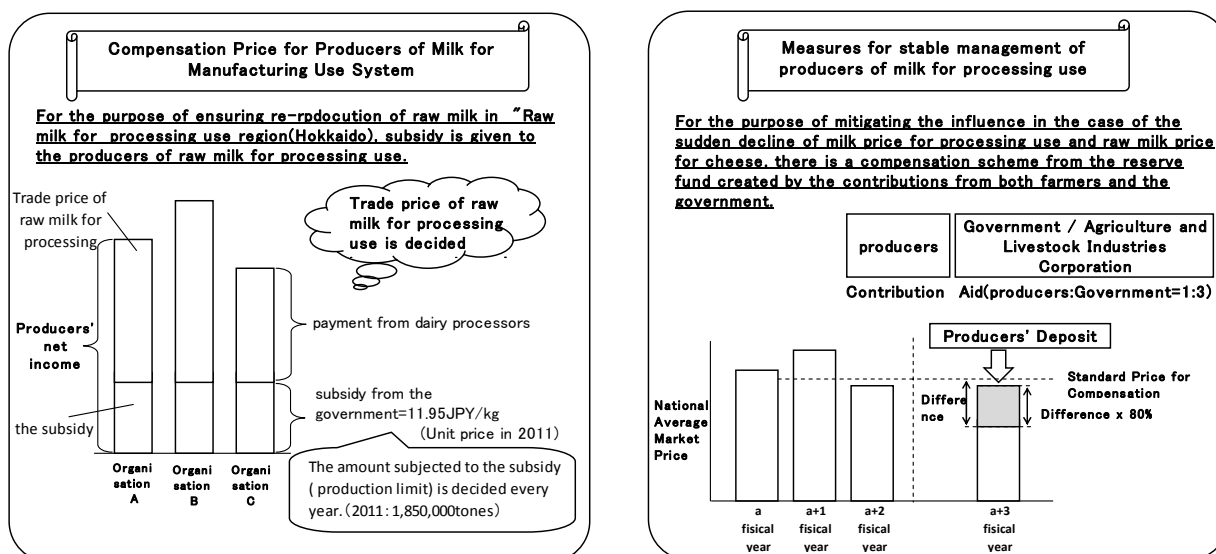 Compensation Price for Producers of Milk for
Manufacturing Use System
For the purpose of ensuring re-rpdocution of raw milk in "Raw
milk for processing use region(Hokkaido), subsidy is given to
the producers of raw milk for processing use.
Trade price of
raw milk for
processing
Trade price of raw
milk for processing
use is decided
Producers'
net
income
payment from dairy processors
the subsidy
subsidy from the
government=11.95JPY/kg
(Unit price in 2011)
Organi
sation
A
Organi
sation
B
Organi
sation
C
The amount subjected to the subsidy
( production limit) is decided every
year.(2011:1,850,000tones)
Measures for stable management of
producers of milk for processing use
For the purpose of mitigating the influence in the case of the
sudden decline of milk price for processing use and raw milk price
for cheese, there is a compensation scheme from the reserve
fund created by the contributions from both farmers and the
government.
producers
Government / Agriculture and
Livestock Industries
Corporation
Contribution
Aid(producers:Government=1:3)
Producers' Deposit
Standard Price for
Compensation
Differe
nce
Difference x 80%
National
Average
Market
Price
a
fisical
year
a+1
fisical
year
a+2
fisical
year
a+3
fisical
year